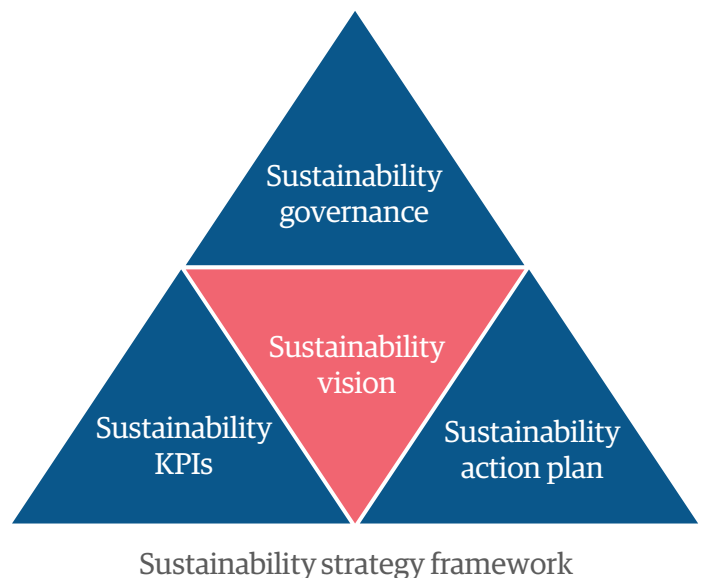 Sustainability
governance
Sustainability
vision
Sustainability
KPIs
Sustainability
action plan
Sustainability strategy framework